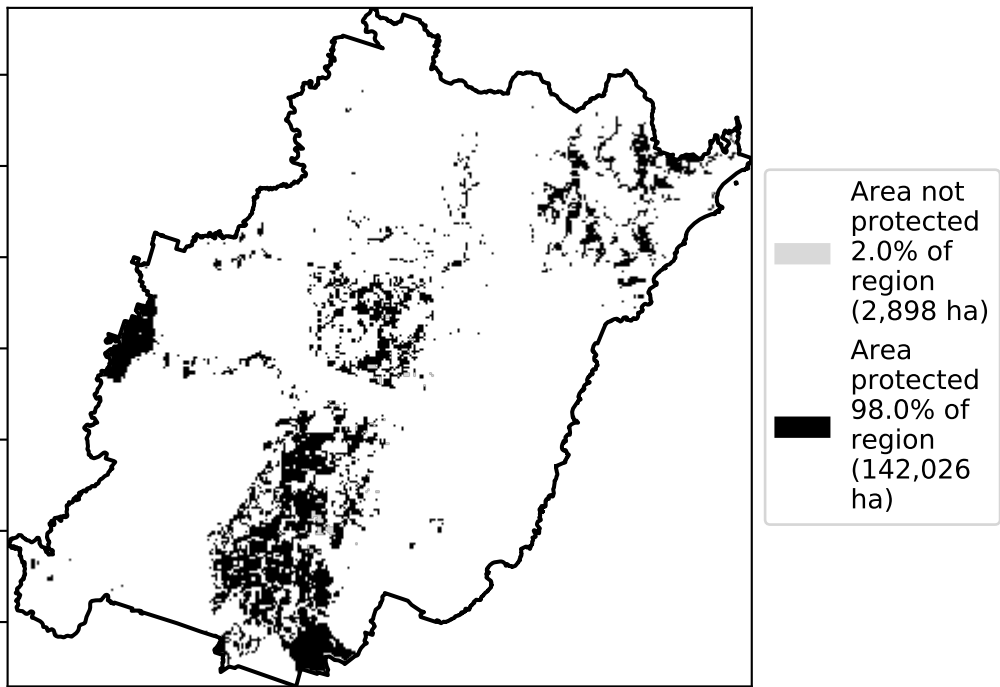 Area not
protected
2.0% of
region
(2,898 ha)
Area
protected
98.0% of
region
(142,026
ha)